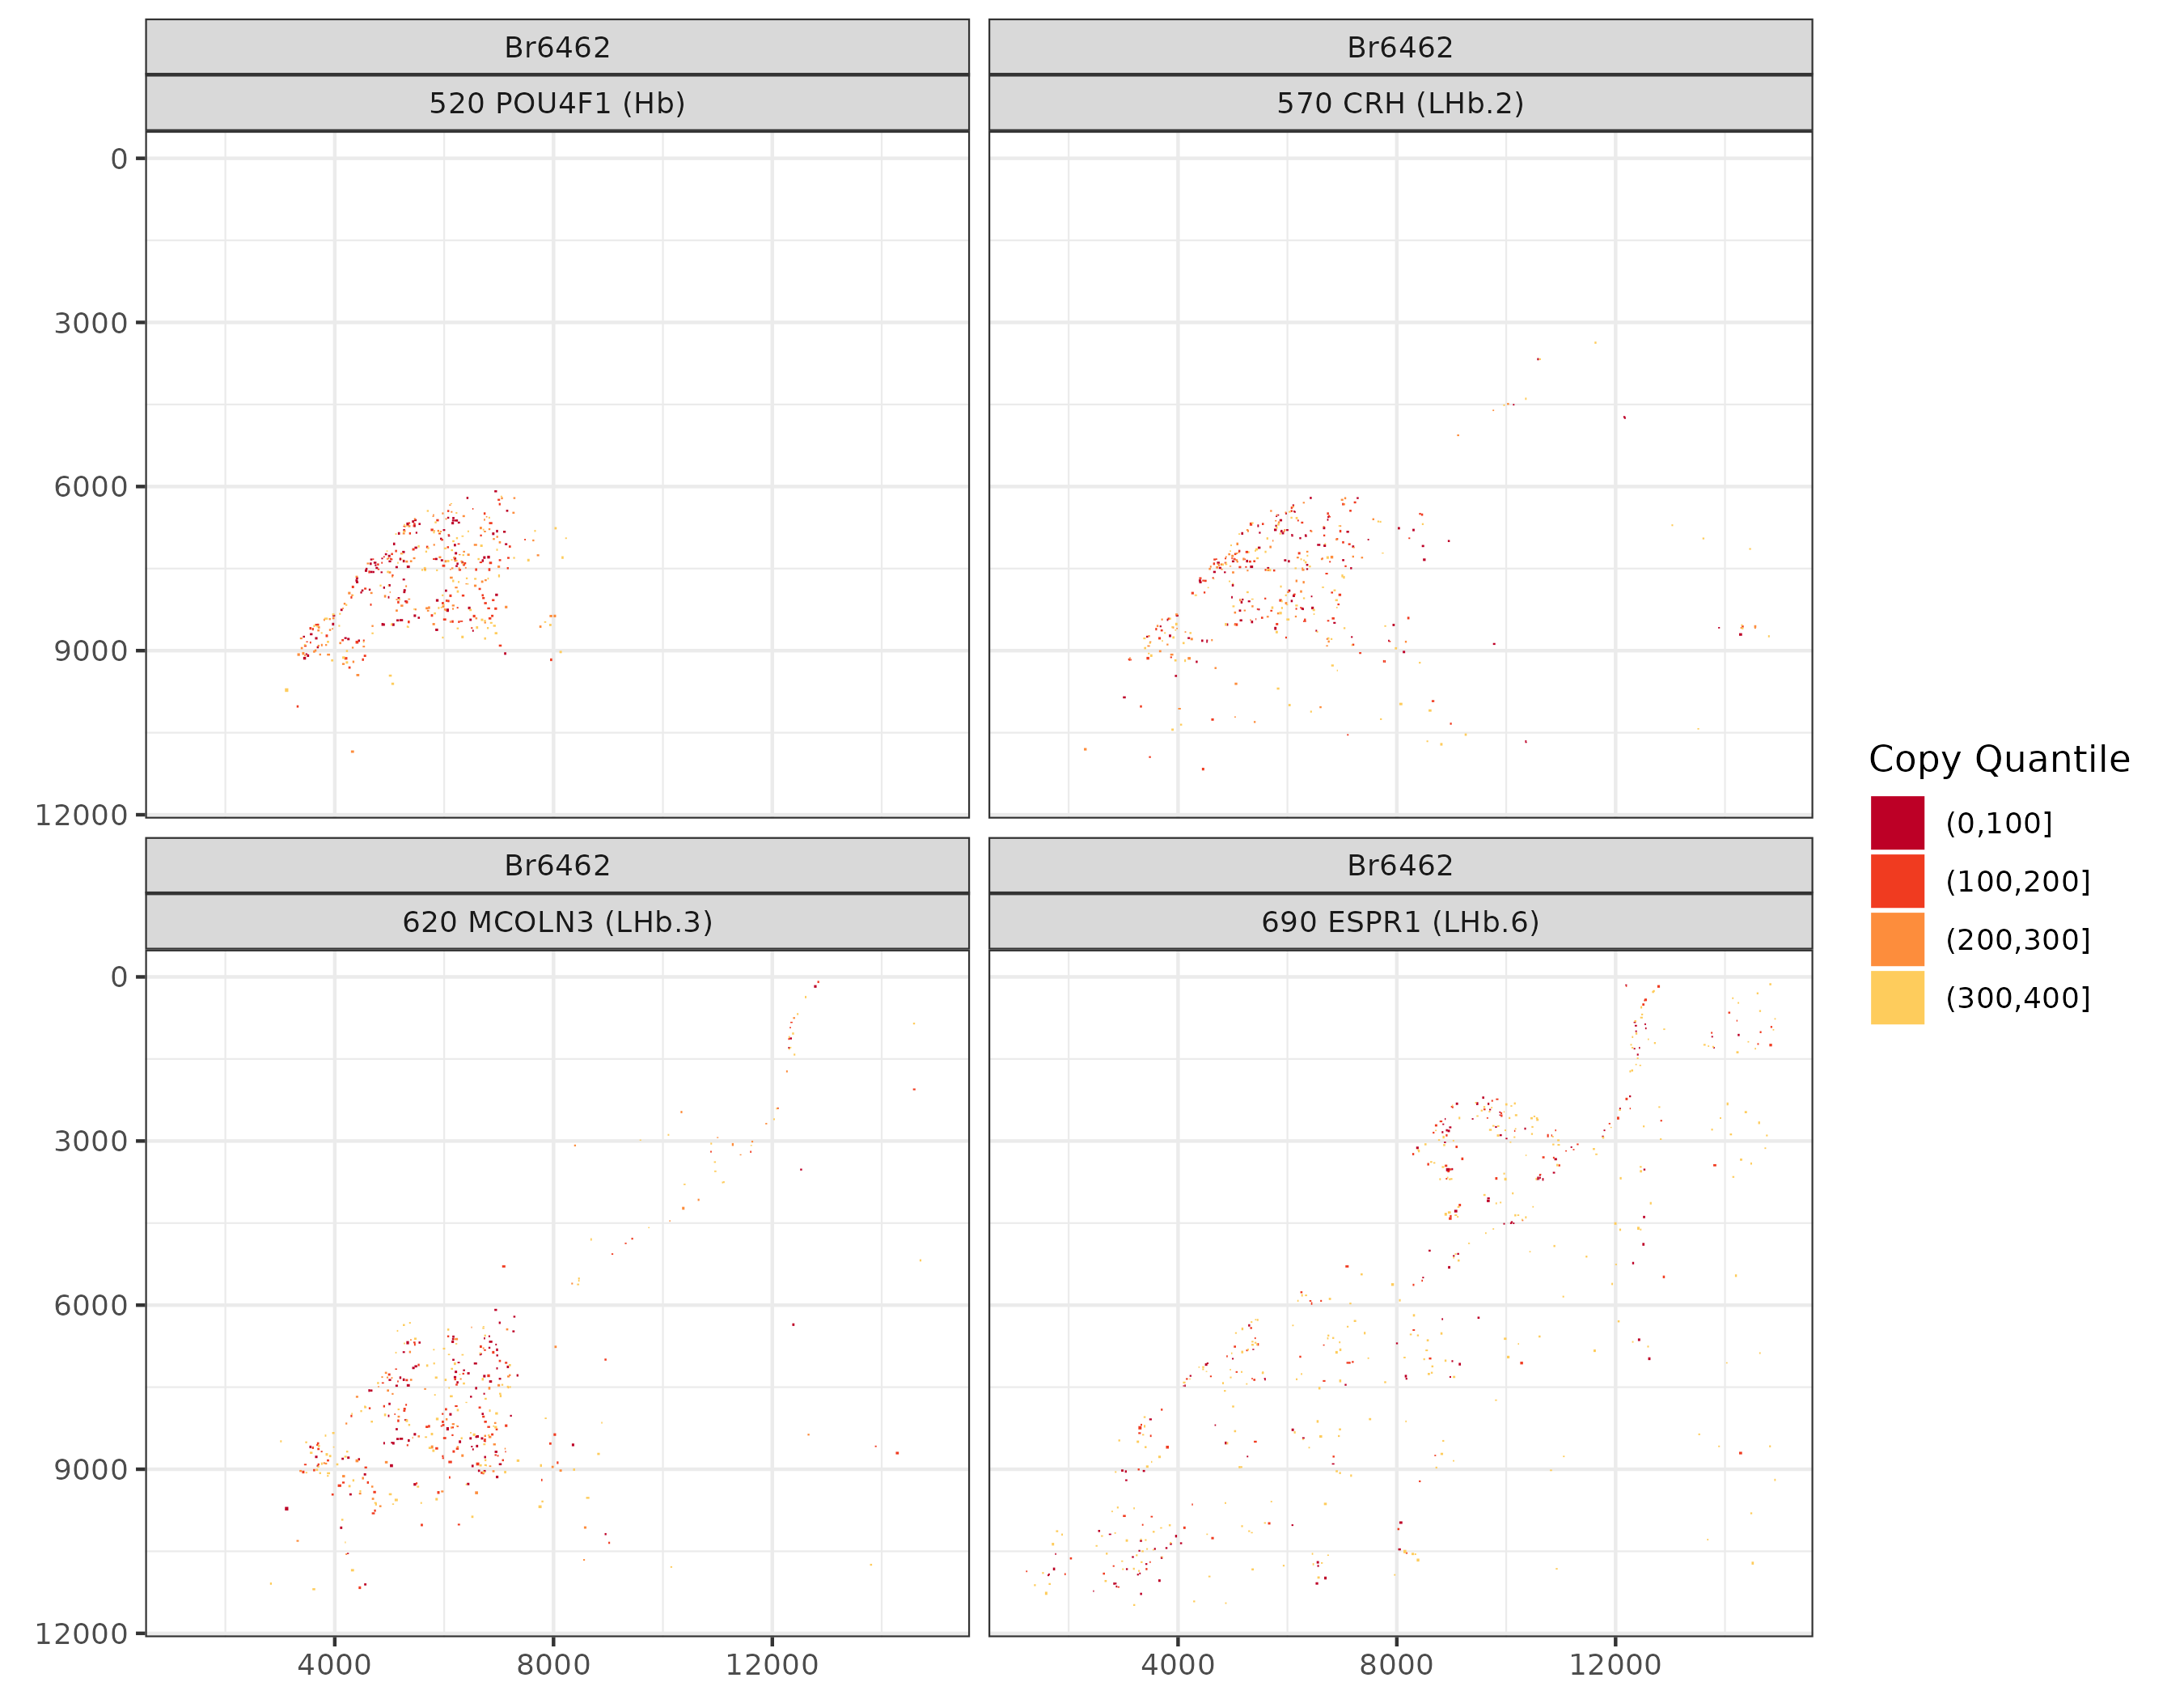 Br6462
Br6462
520 POU4F1 (Hb)
570 CRH (LHb.2)
0
3000
6000
9000
12000
Br6462
Br6462
620 MCOLN3 (LHb.3)
690 ESPR1 (LHb.6)
0
3000
6000
9000
12000
4000
8000
12000
4000
8000
12000
Copy Quantile
(0,100]
(100,200]
(200,300]
(300,400]